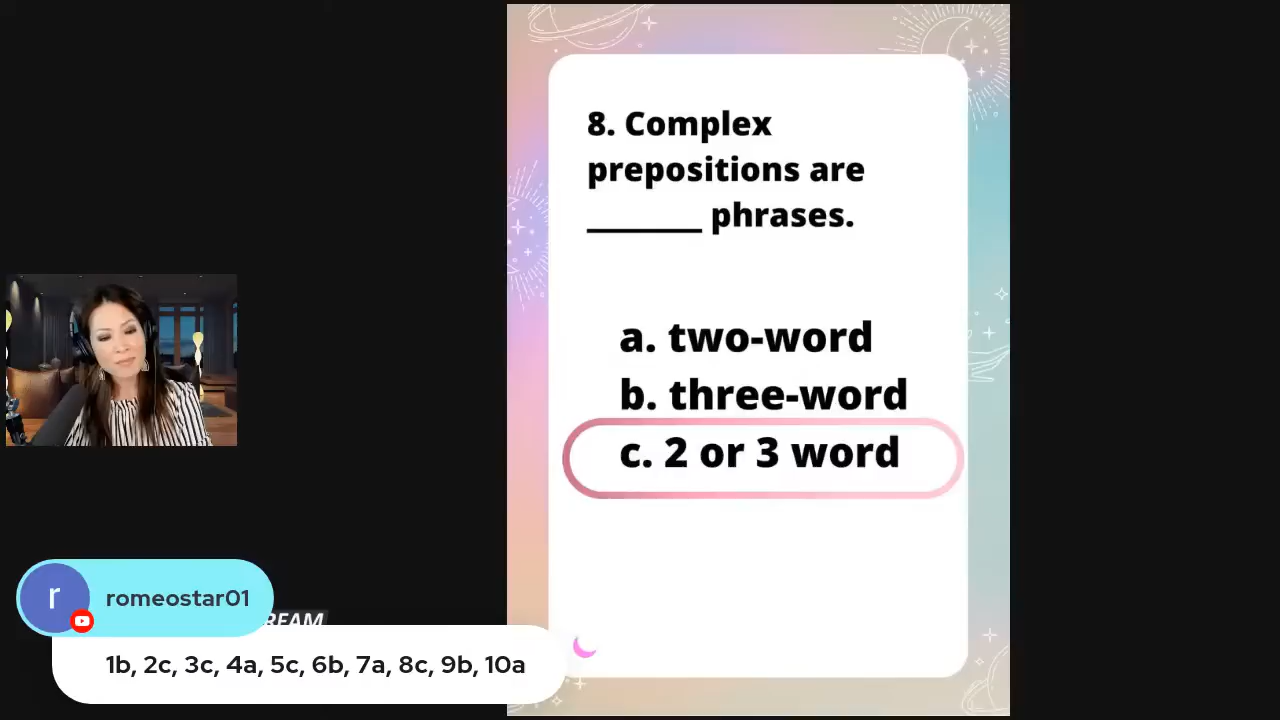 8. Complex
prepositions are
________ phrases.
a. two-word
b. three-word
c. 2 or 3 word
r
romeostar01
1b, 2c, 3c, 4a, 5c, 6b, 7a, 8c, 9b, 10a